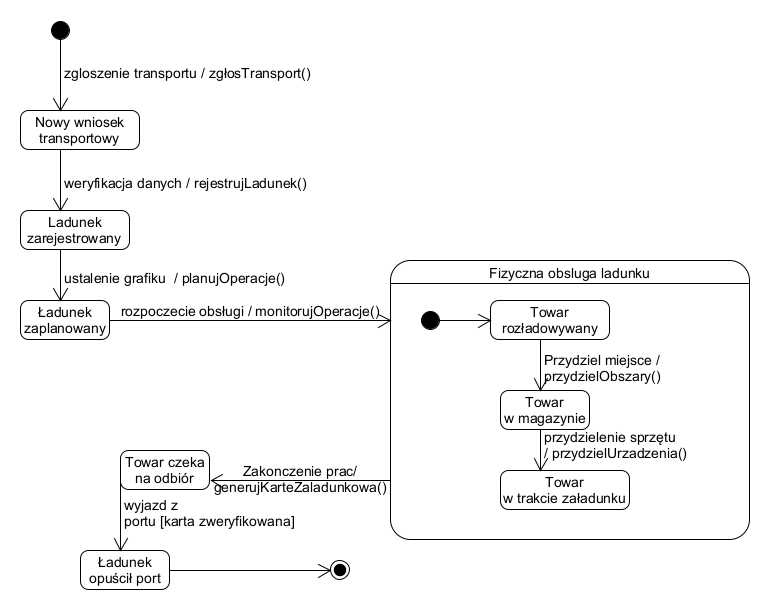 zgloszenie transportu / zgłosTransport()
Nowy wniosek
transportowy
weryfikacja danych / rejestrujLadunek()
Ladunek
zarejestrowany
ustalenie grafiku / planujOperacje()
Ładunek
zaplanowany
rozpoczecie obsługi / monitorujOperacje()
Fizyczna obsluga ladunku
Towar
rozładowywany
Przydziel miejsce /
przydzielObszary()
Towar
w magazynie
przydzielenie sprzętu
/ przydzielUrzadzenia()
Towar
w trakcie załadunku
Zakonczenie prac/
generujKarteZaladunkowa()
Towar czeka
na odbiór
wyjazd z
portu [karta zweryfikowana]
Ładunek
opuścił port